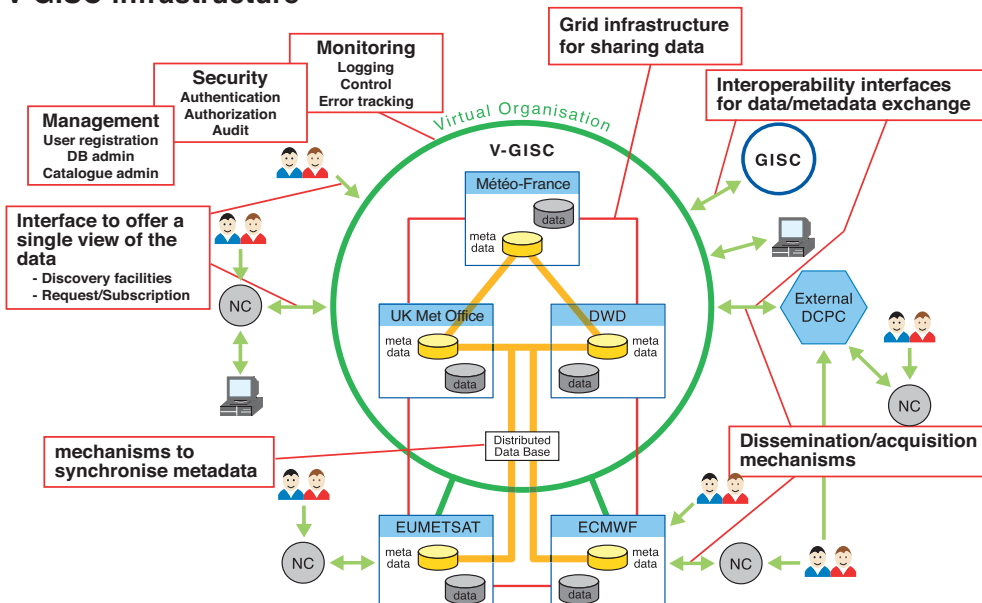 V-GISC infrastructure
Grid infrastructure
for sharing data
Monitoring
Logging
Control
Error tracking
Security
Authentication
Authorization
Audit
Management
User registration
DB admin
Catalogue admin
Interoperability interfaces
for data/metadata exchange
Virtual Organisation
V-GISC
GISC
Météo-France
data
meta
data
Interface to offer a
single view of the
data
- Discovery facilities
- Request/Subscription
NC
UK Met Office
meta
data
data
DWD
meta
data
data
External
DCPC
NC
mechanisms to
synchronise metadata
Distributed
Data Base
Dissemination/acquisition
mechanisms
NC
EUMETSAT
meta
data
data
ECMWF
meta
data
data
NC